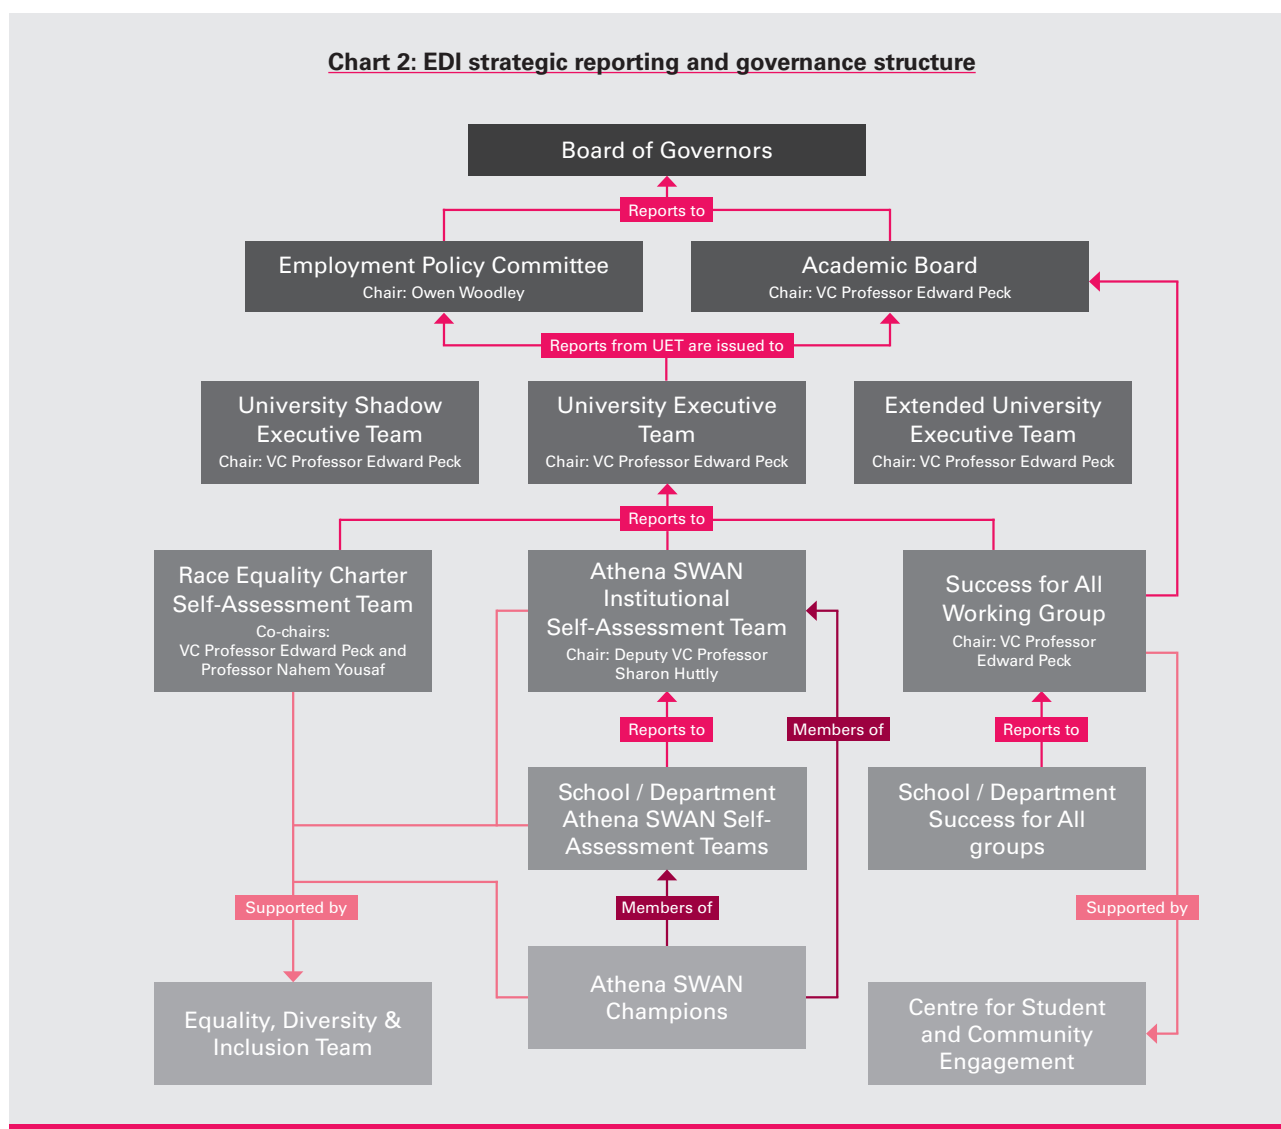 Chart 2: EDI strategic reporting and governance structure
Board of Governors
Reports to
Employment Policy Committee
Chair: Owen Woodley
Academic Board
Chair: VC Professor Edward Peck
Reports from UET are issued to
University Shadow
Executive Team
Chair: VC Professor Edward Peck
University Executive
Team
Chair: VC Professor Edward Peck
Extended University
Executive Team
Chair: VC Professor Edward Peck
Reports to
Race Equality Charter
Self-Assessment Team
Co-chairs:
VC Professor Edward Peck and
Professor Nahem Yousaf
Athena SWAN
Institutional
Self-Assessment Team
Chair: Deputy VC Professor
Sharon Huttly
Success for All
Working Group
Chair: VC Professor
Edward Peck
Reports to
Members of
Reports to
School / Department
Athena SWAN Self-
Assessment Teams
School / Department
Success for All
groups
Supported by
Members of
Supported by
Equality, Diversity &
Inclusion Team
Athena SWAN
Champions
Centre for Student
and Community
Engagement